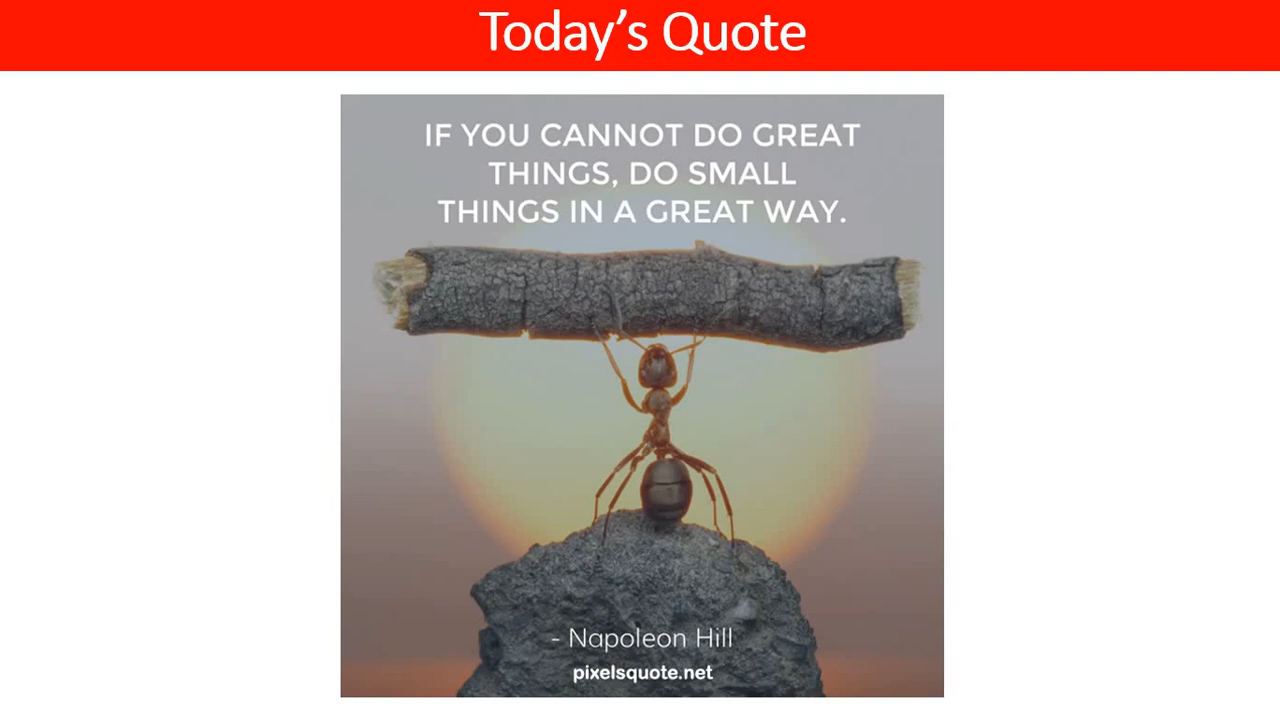 Today’s Quote
IF YOU CANNOT DO GREAT
THINGS, DO SMALL
THINGS IN A GREAT WAY.
- Napoleon Hill
pixelsquote.net